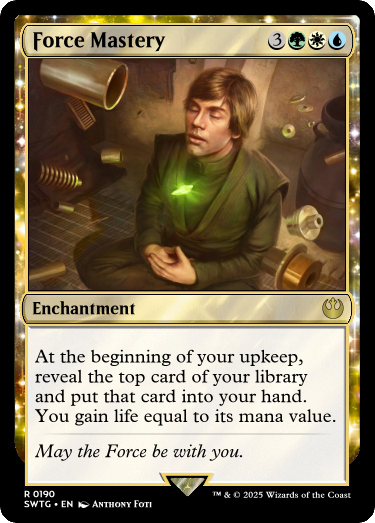 Force Mastery 3
Enchantment
At the beginning of your upkeep,
reveal the top card of your library
and put that card into your hand.
You gain life equal to its mana value.
May the Force be with you.
R 0190
SWTG • EN Anthony Foti
™ & © 2025 Wizards of the Coast